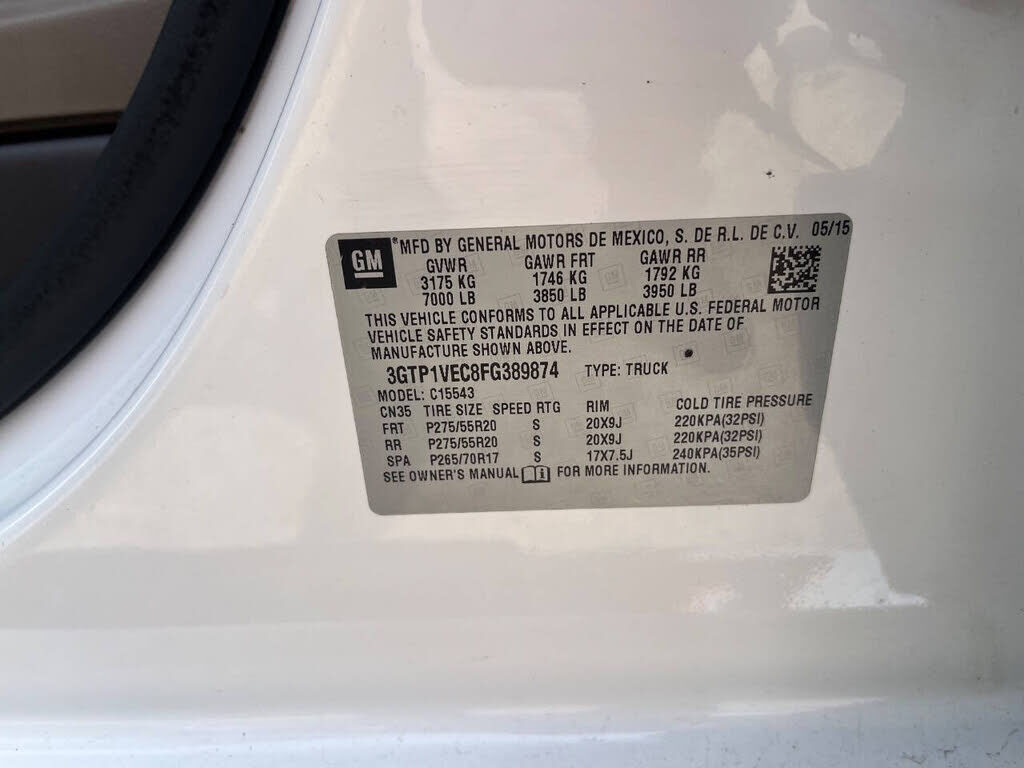 GM ® MFD BY GENERAL MOTORS DE MEXICO, S. DE R.L. DE C.V. 05/15
GVWR GAWR FRT GAWR RR
3175 KG 1746 KG 1792 KG
7000 LB 3850 LB 3950 LB
THIS VEHICLE CONFORMS TO ALL APPLICABLE U.S. FEDERAL MOTOR
VEHICLE SAFETY STANDARDS IN EFFECT ON THE DATE OF
MANUFACTURE SHOWN ABOVE.
3GTP1VEC8FG389874 TYPE: TRUCK
MODEL: C15543
CN35 TIRE SIZE SPEED RTG RIM COLD TIRE PRESSURE
FRT P275/55R20 S 20X9J 220KPA(32PSI)
RR P275/55R20 S 20X9J 220KPA(32PSI)
SPA P265/70R17 S 17X7.5J 240KPA(35PSI)
SEE OWNER'S MANUAL FOR MORE INFORMATION.